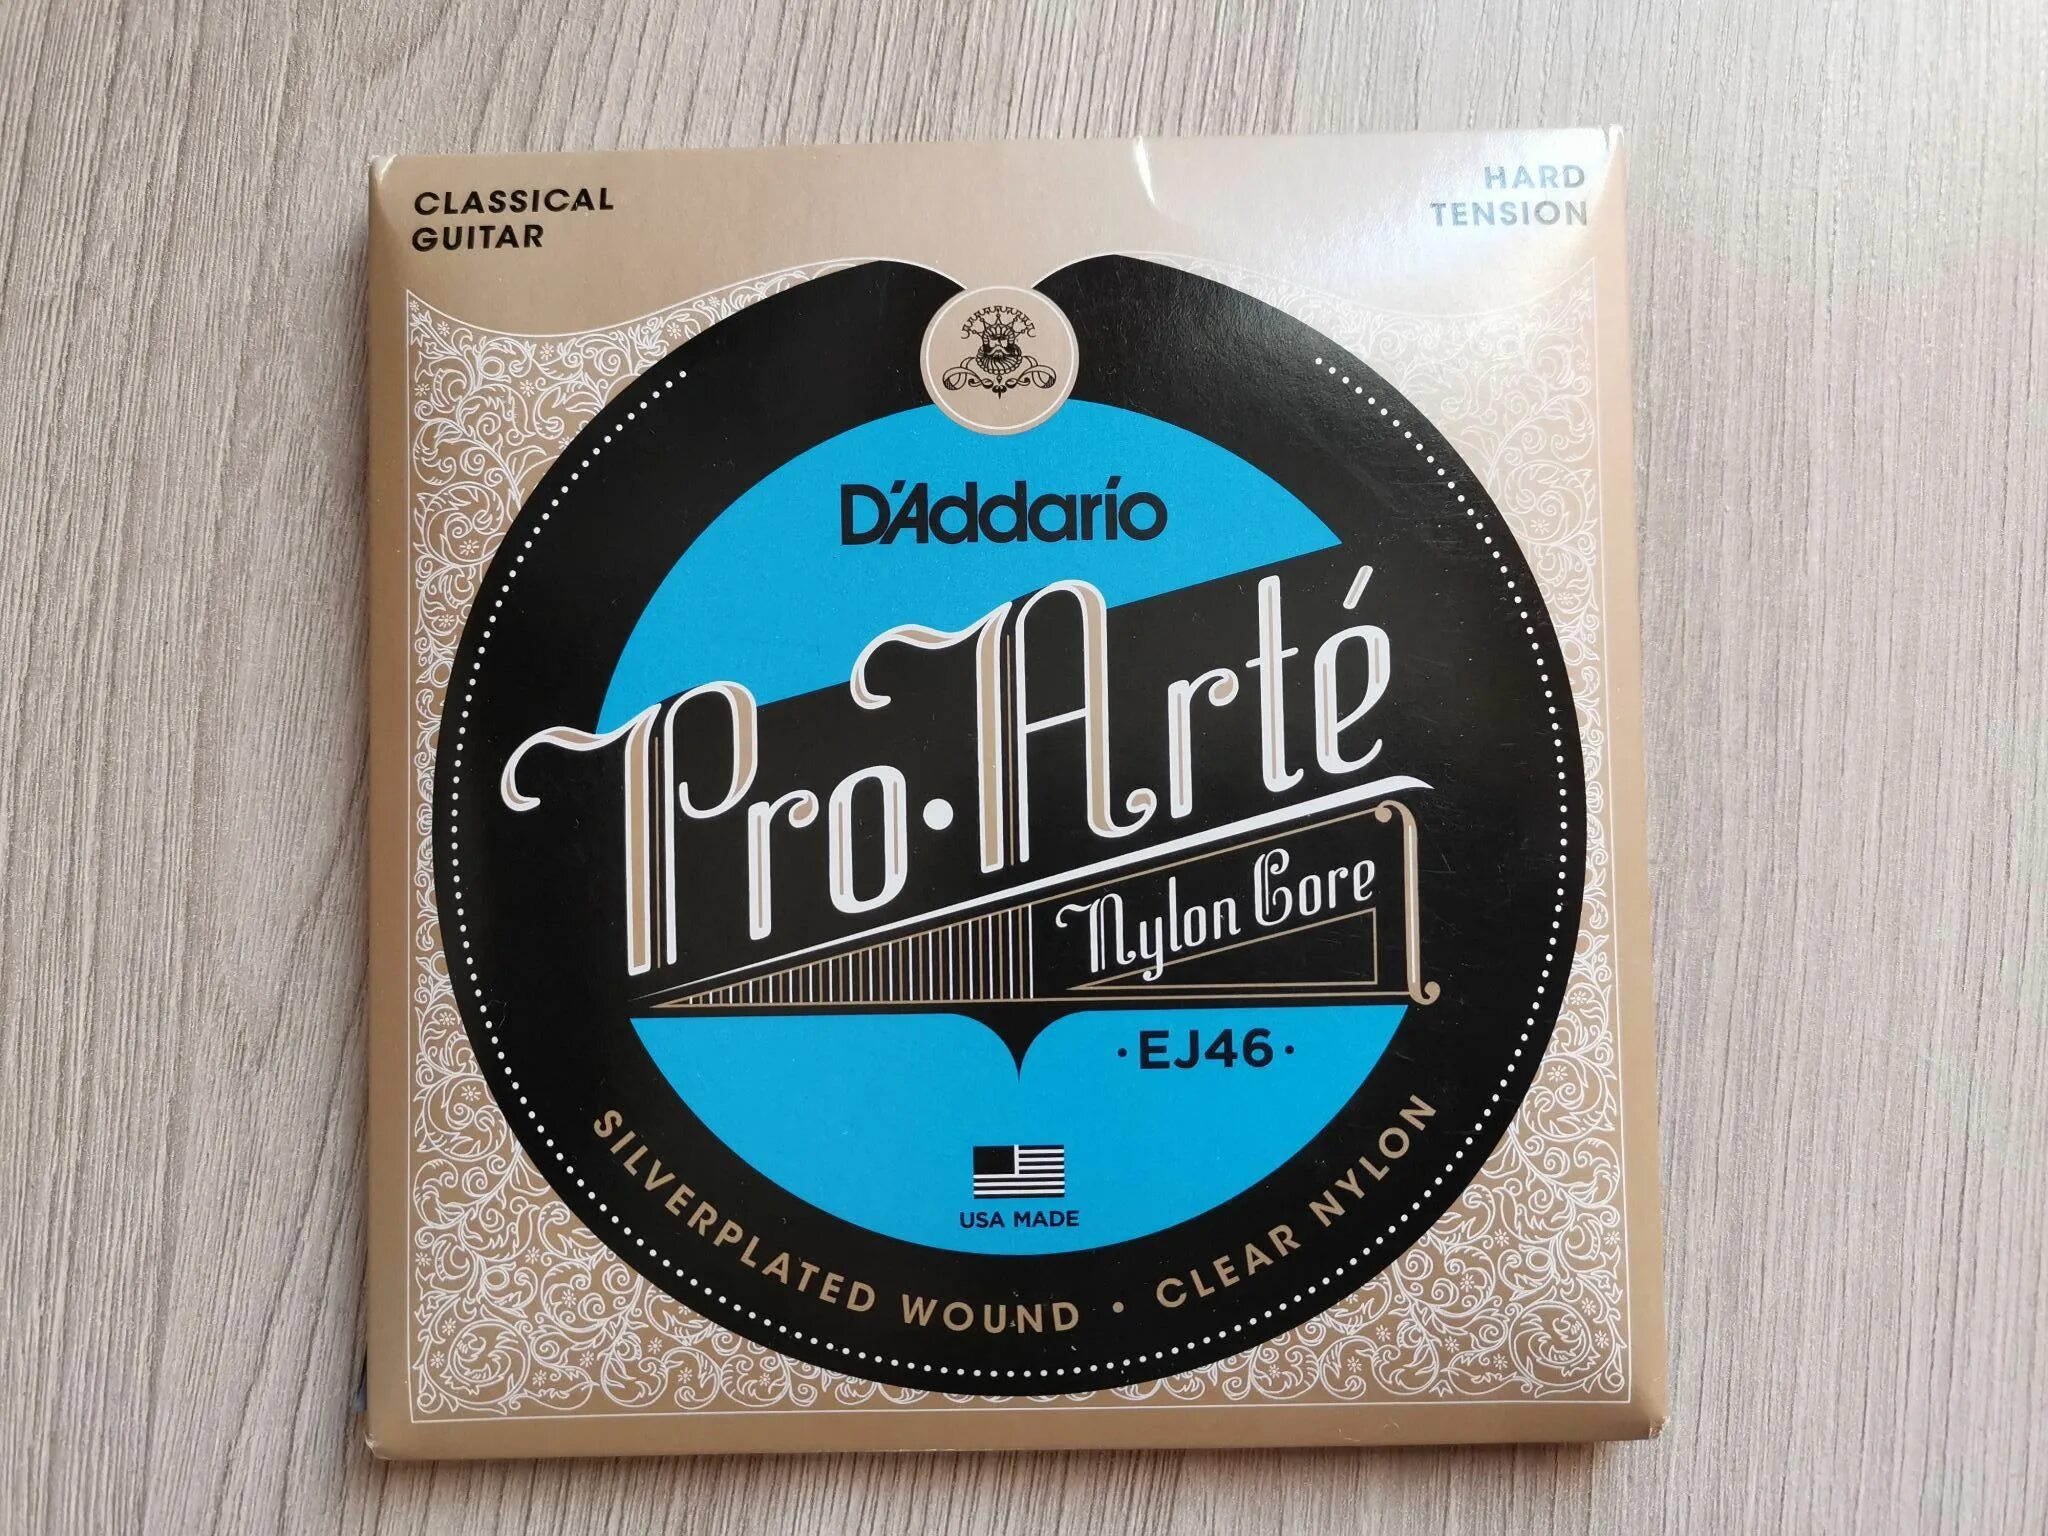 CLASSICAL
GUITAR
HARD
TENSION
D'Addario
Pro·Arté
Nylon Core
·EJ46·
USA MADE
SILVERPLATED WOUND • CLEAR NYLON